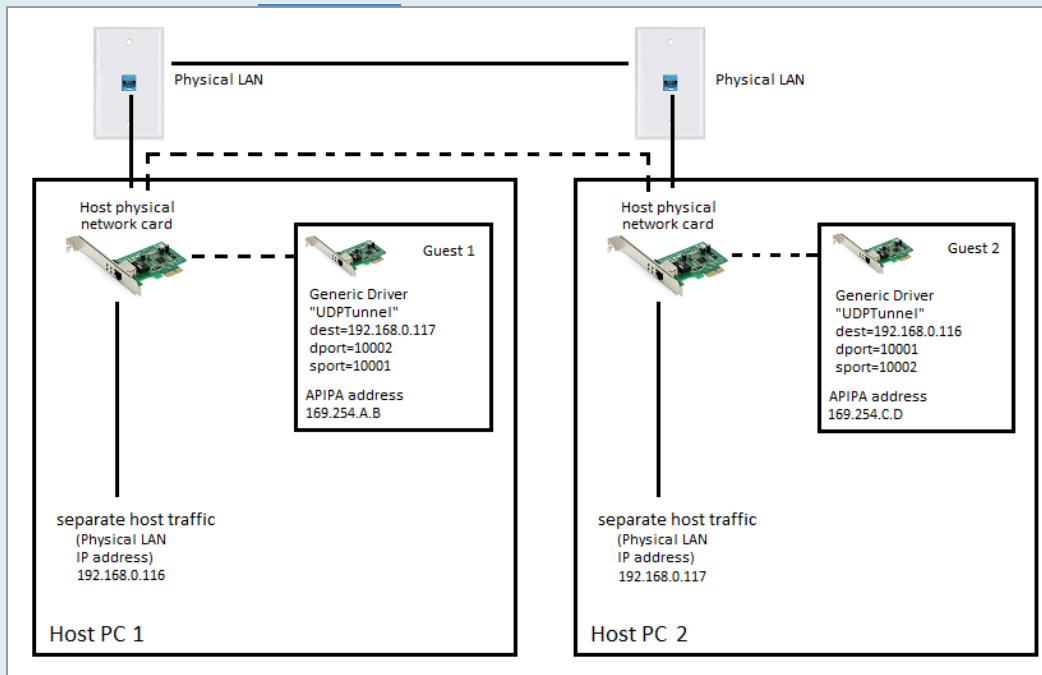 Physical LAN
Physical LAN
Host physical
network card
Guest 1
Generic Driver
"UDPTunnel"
dest=192.168.0.117
dport=10002
sport=10001
APIPA address
169.254.A.B
separate host traffic
(Physical LAN
IP address)
192.168.0.116
Host PC 1
Host physical
network card
Guest 2
Generic Driver
"UDPTunnel"
dest=192.168.0.116
dport=10001
sport=10002
APIPA address
169.254.C.D
separate host traffic
(Physical LAN
IP address)
192.168.0.117
Host PC 2